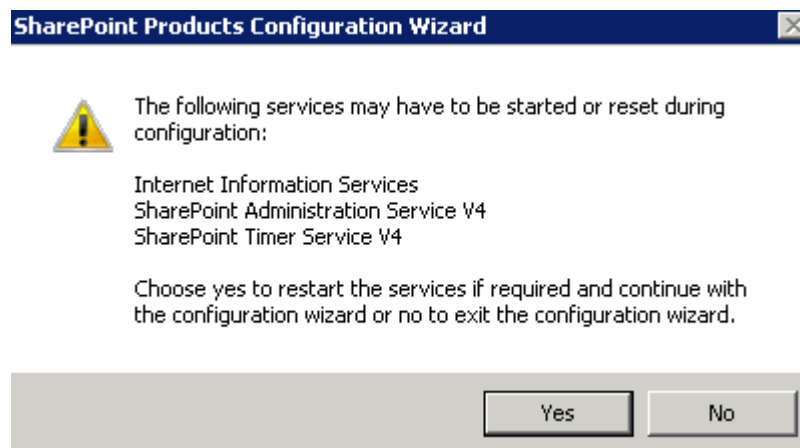 SharePoint Products Configuration Wizard
The following services may have to be started or reset during
configuration:
Internet Information Services
SharePoint Administration Service V4
SharePoint Timer Service V4
Choose yes to restart the services if required and continue with
the configuration wizard or no to exit the configuration wizard.
Yes No